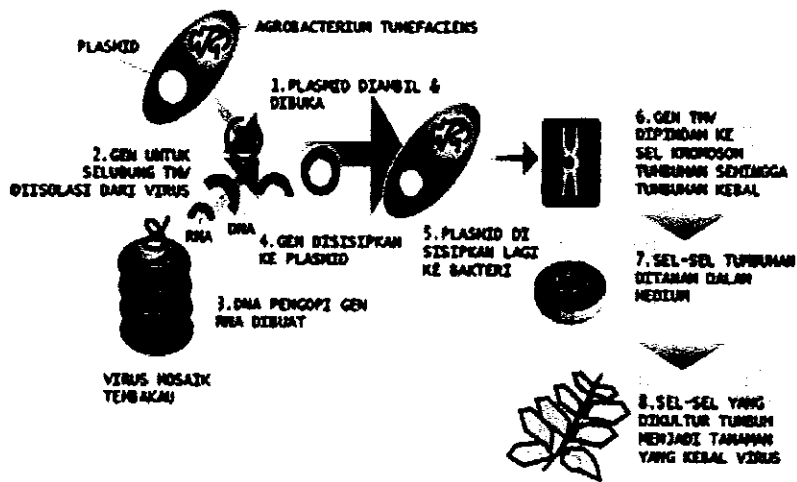 PLASMID
AGROBACTERIUM TUMEFACIENS
1.PLASMID DIAMBIL &
DIBUKA
2.GEN UNTUK
SELUBUNG TMV
DIISOLASI DARI VIRUS
RNA
DNA
4.GEN DISISIPKAN
KE PLASMID
3.DNA PENGOPI GEN
RNA DIBUAT
VIRUS MOSAIK
TEMBAKAU
5.PLASMID DI
SISIPKAN LAGI
KE BAKTERI
6.GEN TMV
DIPINDAH KE
SEL KROMOSON
TUMBUHAN SEHINGGA
TUMBUHAN KEBAL
7.SEL-SEL TUMBUHAN
DITANAM DALAM
MEDIUM
8.SEL-SEL YANG
DIKULTUR TUMBUH
MENJADI TANAMAN
YANG KEBAL VIRUS